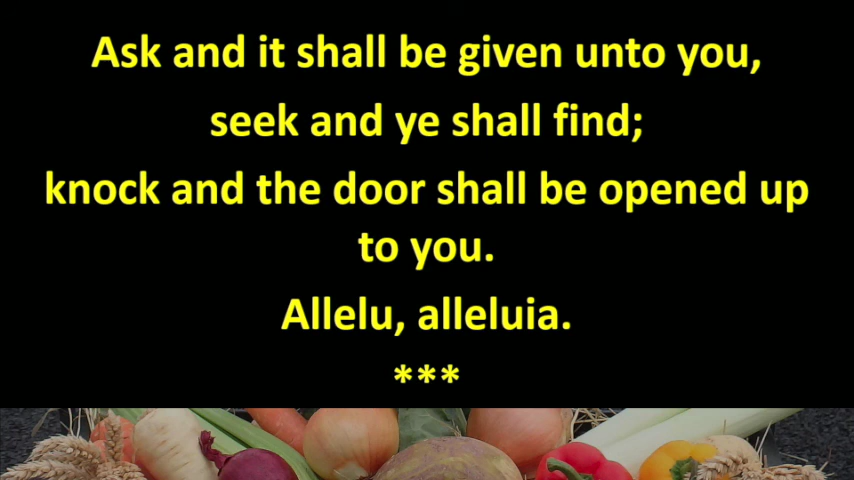 Ask and it shall be given unto you,
seek and ye shall find;
knock and the door shall be opened up
to you.
Allelu, alleluia.
***